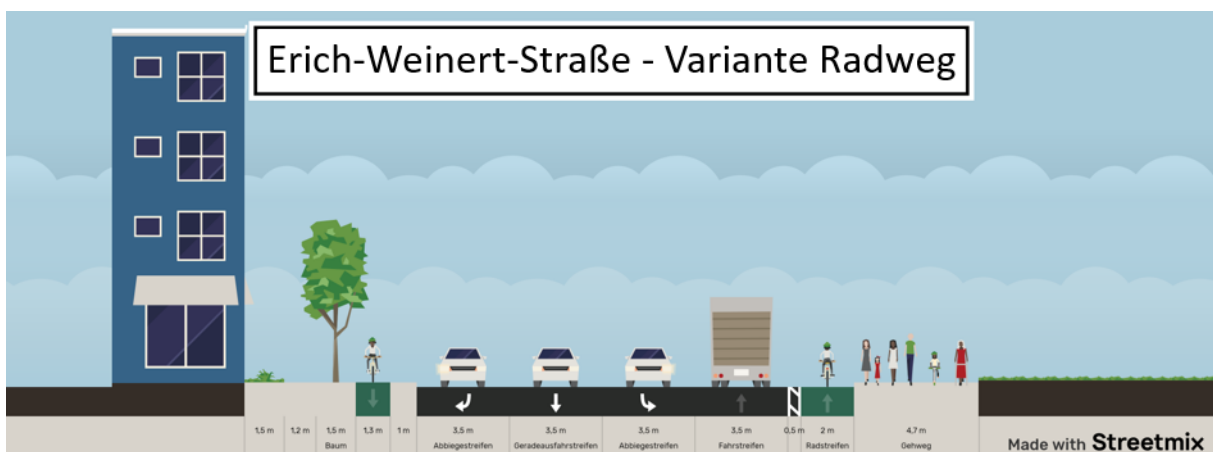 Erich-Weinert-Straße - Variante Radweg
1,5 m 1,2 m 1,5 m 1,3 m 1 m 3,5 m 3,5 m 3,5 m 3,5 m 0,5 m 2 m 4,7 m
Baum Abbiegestreifen Geradeausfahrstreifen Abbiegestreifen Fahrstreifen Radstreifen Gehweg
Made with Streetmix